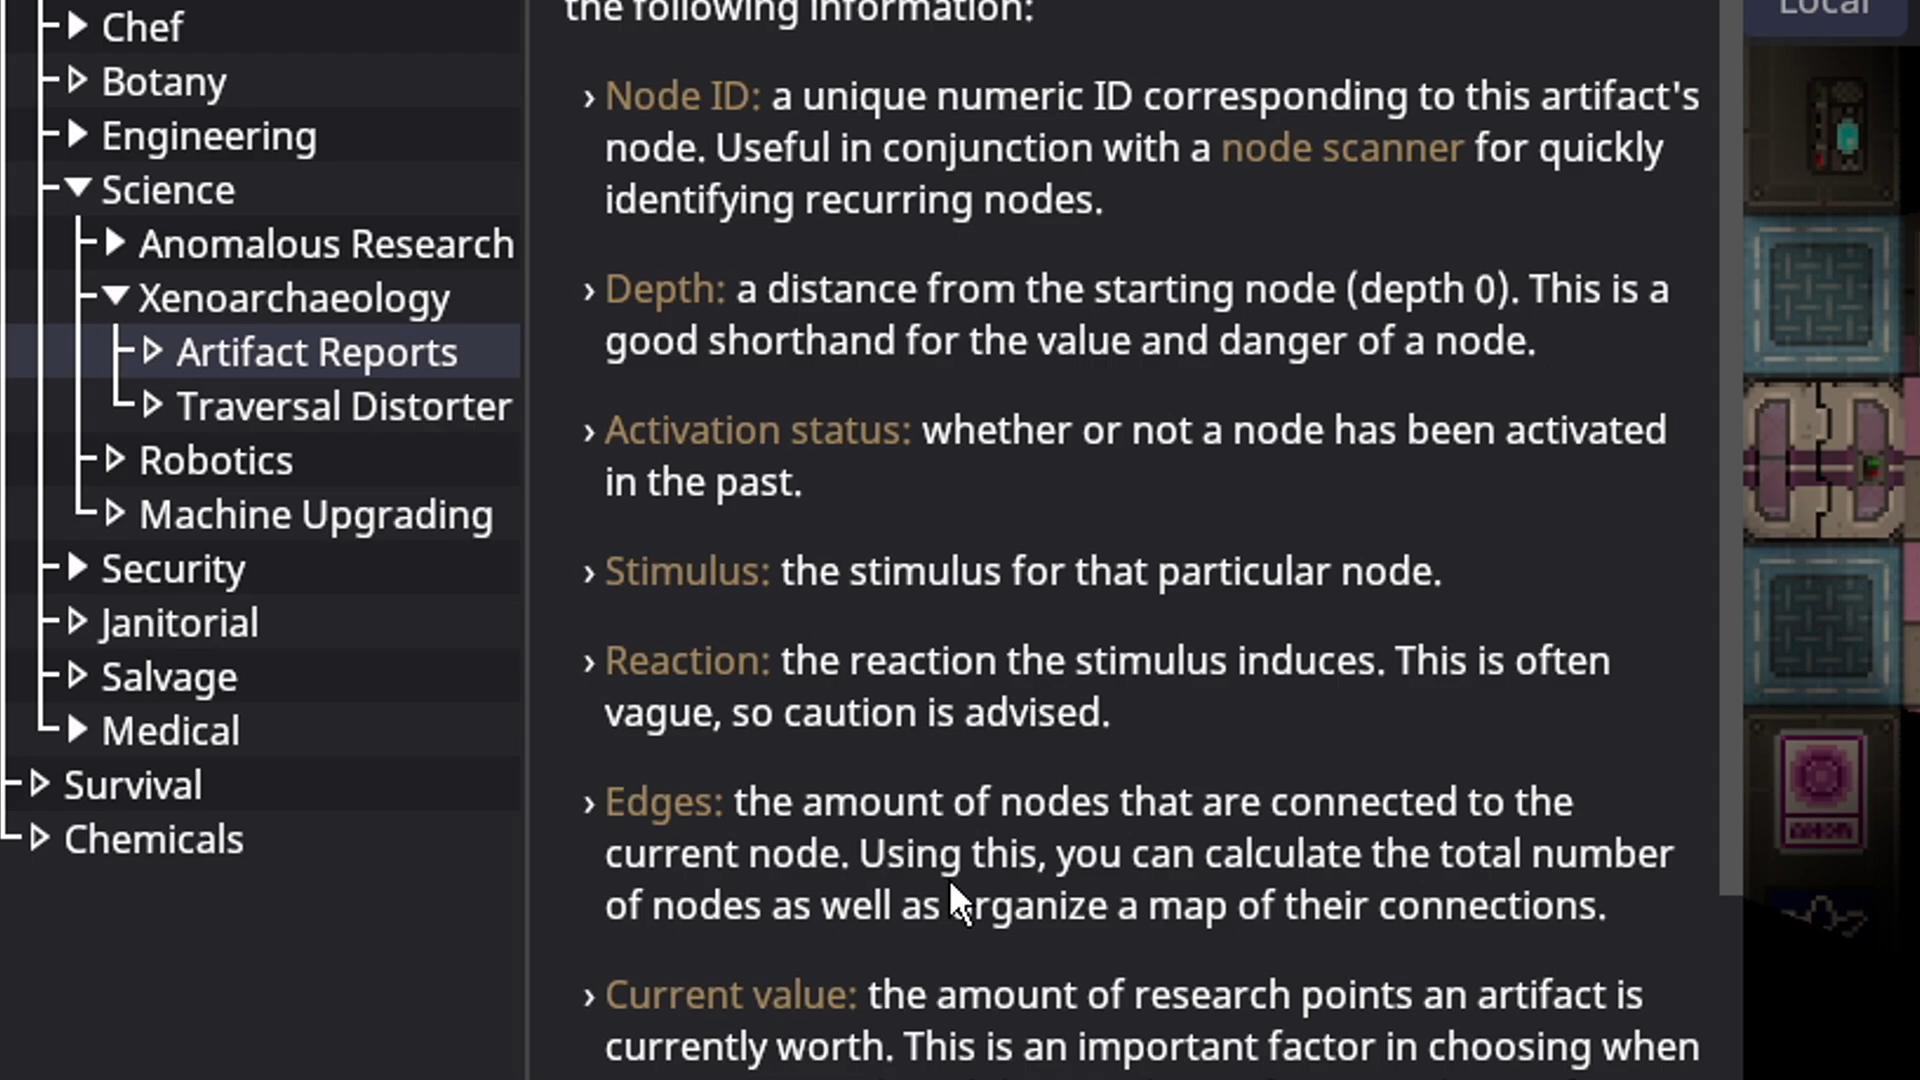 Chef
Botany
Engineering
Science
Anomalous Research
Xenoarchaeology
Artifact Reports
Traversal Distorter
Robotics
Machine Upgrading
Security
Janitorial
Salvage
Medical
Survival
Chemicals
the following information:
› Node ID: a unique numeric ID corresponding to this artifact's
node. Useful in conjunction with a node scanner for quickly
identifying recurring nodes.
› Depth: a distance from the starting node (depth 0). This is a
good shorthand for the value and danger of a node.
› Activation status: whether or not a node has been activated
in the past.
› Stimulus: the stimulus for that particular node.
› Reaction: the reaction the stimulus induces. This is often
vague, so caution is advised.
› Edges: the amount of nodes that are connected to the
current node. Using this, you can calculate the total number
of nodes as well as organize a map of their connections.
› Current value: the amount of research points an artifact is
currently worth. This is an important factor in choosing when
Local